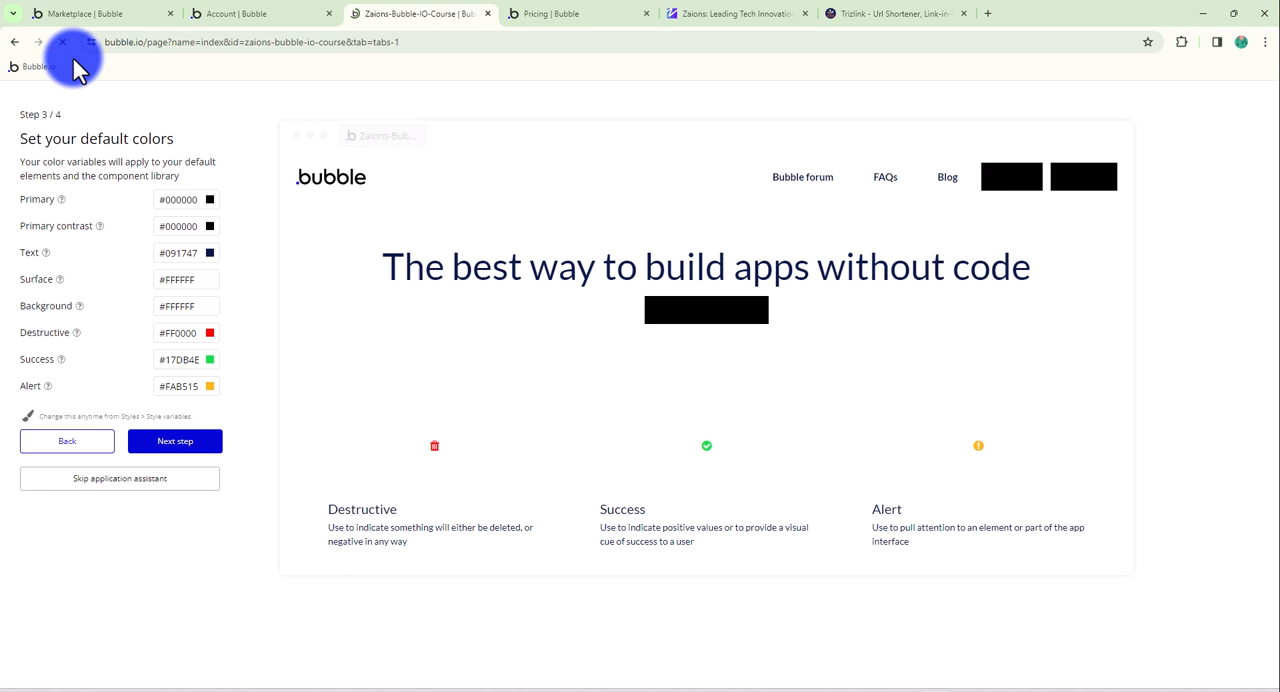 Marketplace | Bubble
Account | Bubble
Zaions-Bubble-IO-Course | Bub
Pricing | Bubble
Zaions: Leading Tech Innovatio
Trizlink - Url Shortener, Link-in-
bubble.io/page?name=index&id=zaions-bubble-io-course&tab=tabs-1
Bubble.io
Step 3 / 4
Set your default colors
Your color variables will apply to your default
elements and the component library
Primary #000000
Primary contrast #000000
Text #091747
Surface #FFFFFF
Background #FFFFFF
Destructive #FF0000
Success #17DB4E
Alert #FAB515
Change this anytime from Styles > Style variables.
Back
Next step
Skip application assistant
Zaions-Bub...
.bubble
Bubble forum
FAQs
Blog
The best way to build apps without code
Destructive
Use to indicate something will either be deleted, or
negative in any way
Success
Use to indicate positive values or to provide a visual
cue of success to a user
Alert
Use to pull attention to an element or part of the app
interface